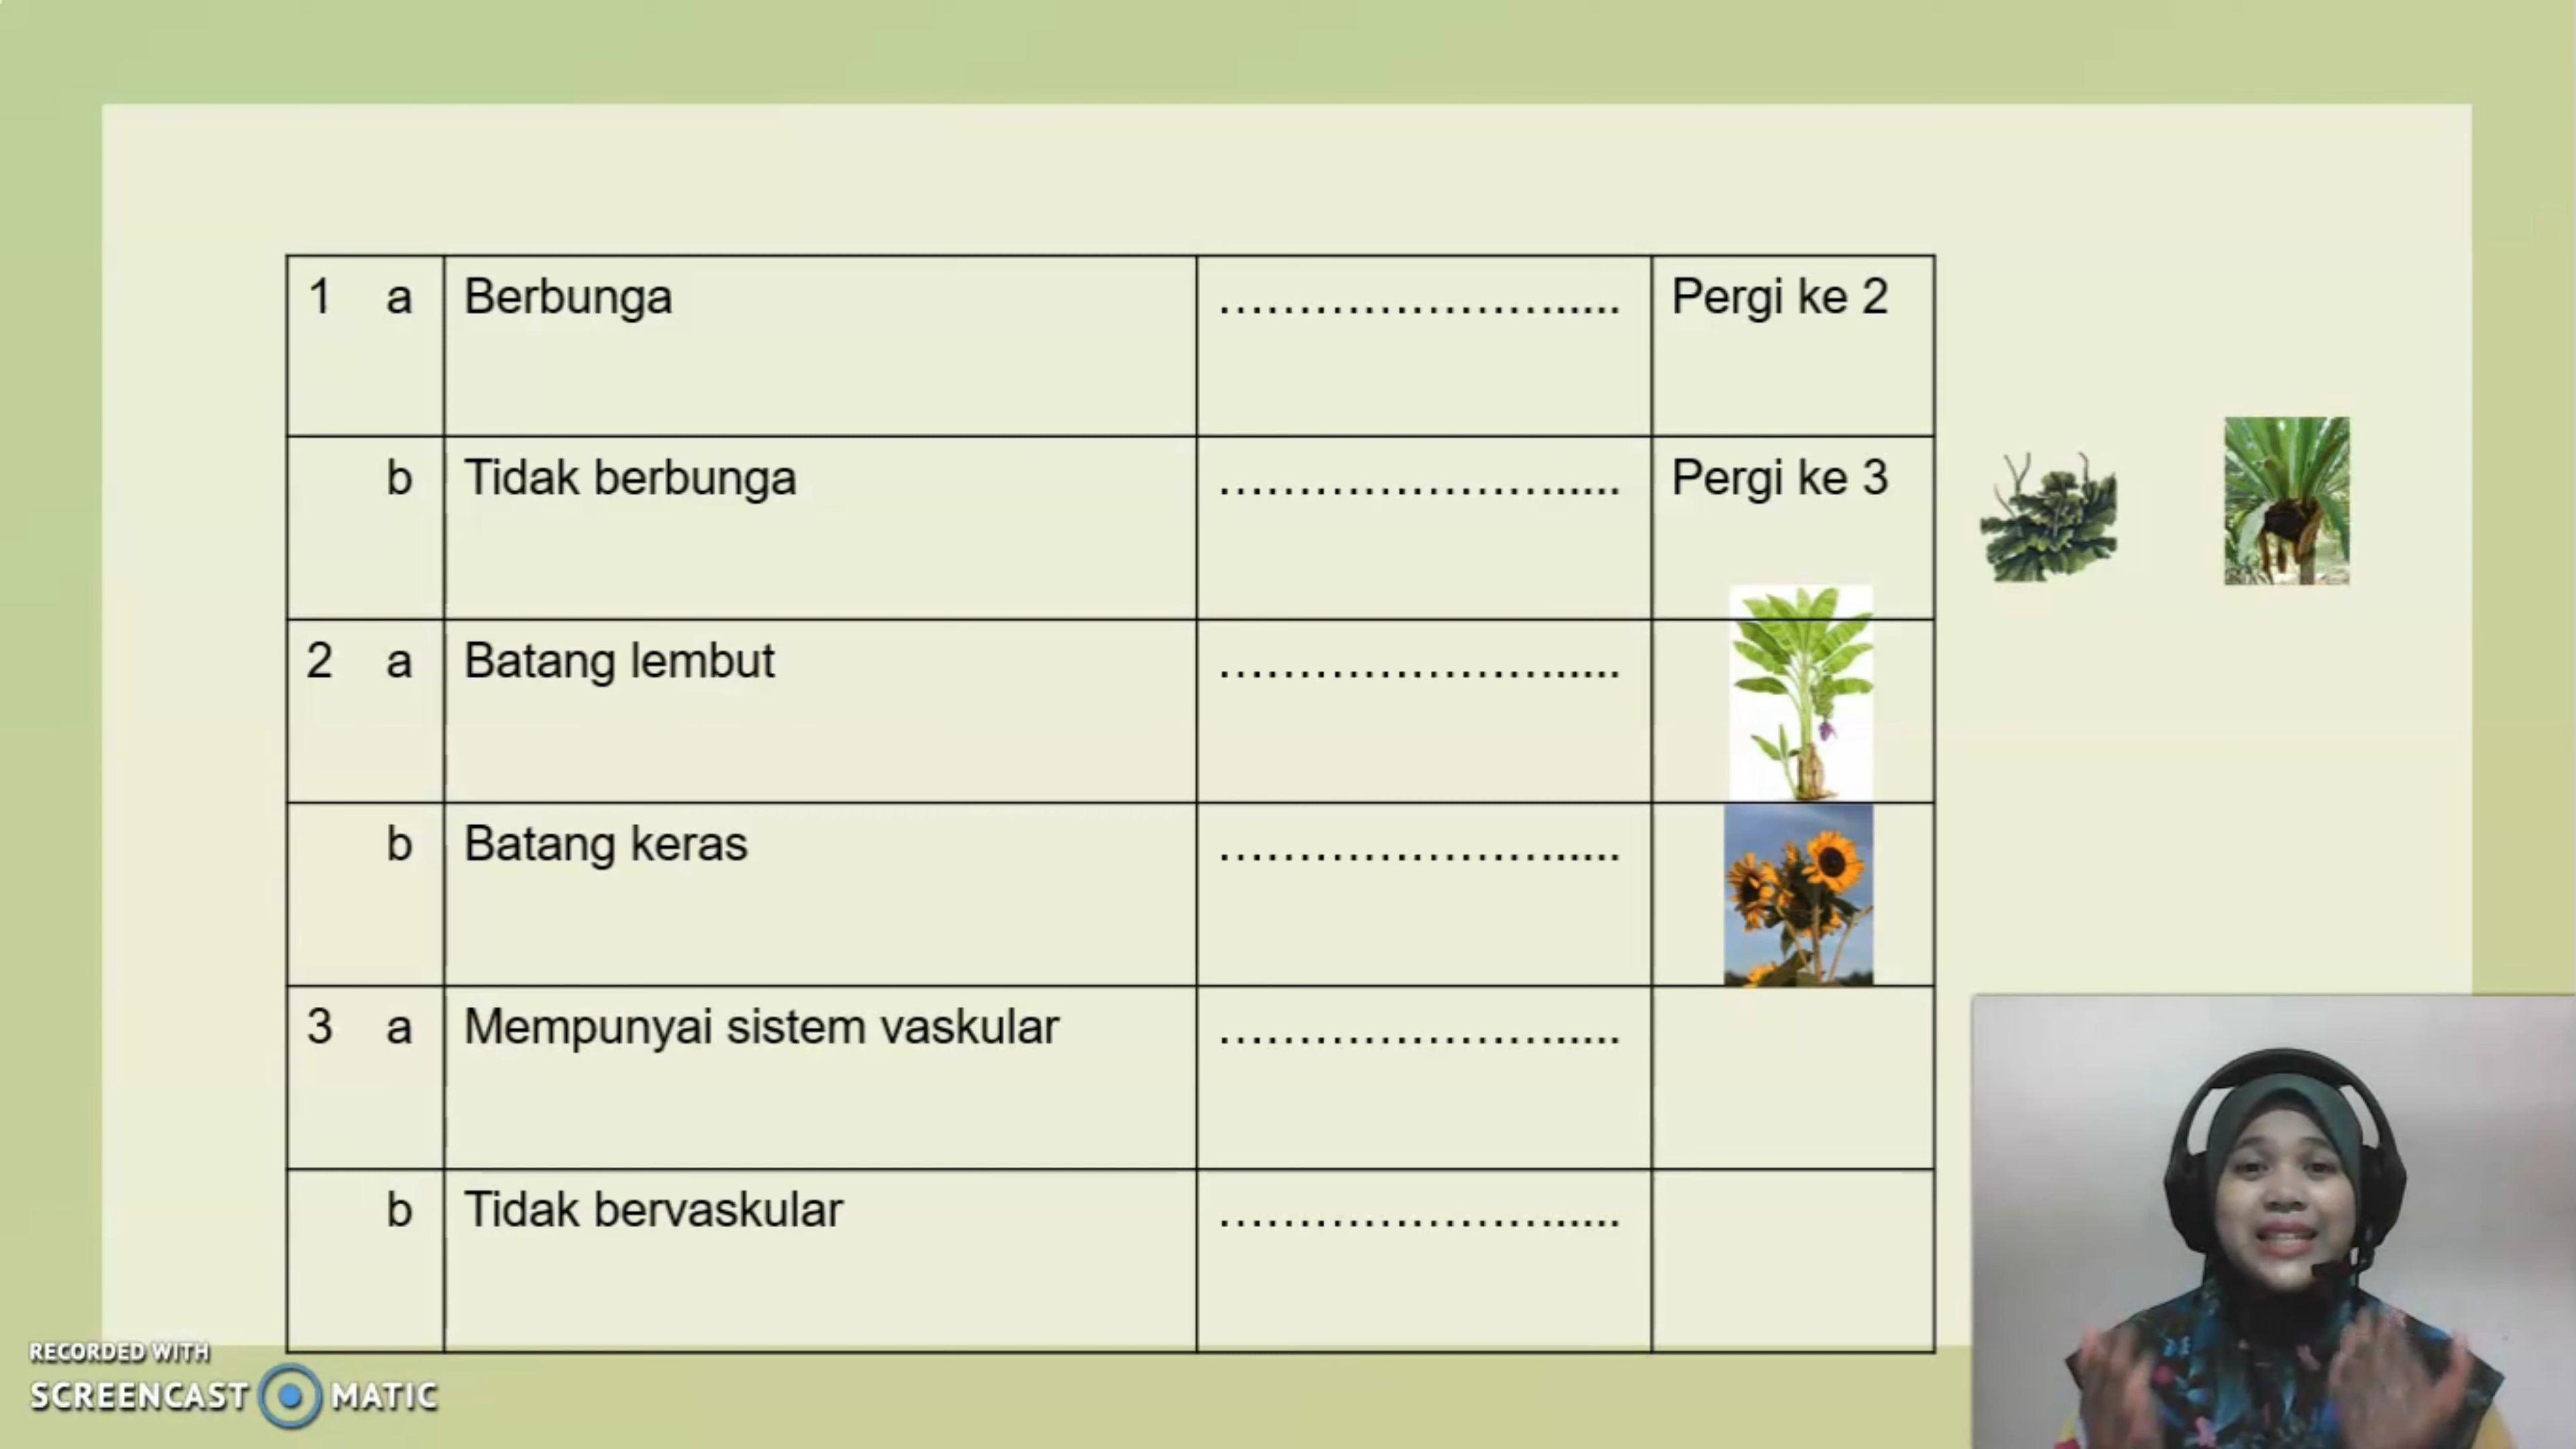 1 a Berbunga ............................ Pergi ke 2
b Tidak berbunga ............................ Pergi ke 3
2 a Batang lembut ............................
b Batang keras ............................
3 a Mempunyai sistem vaskular ............................
b Tidak bervaskular ............................
RECORDED WITH
SCREENCAST MATIC